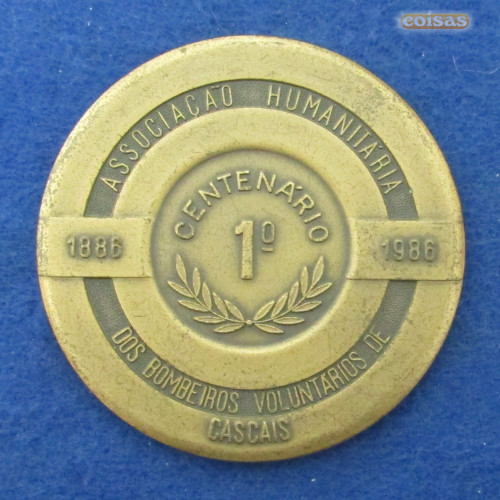 coisas
ASSOCIAÇÃO HUMANITÁRIA
CENTENÁRIO
1º
1886
1986
DOS BOMBEIROS VOLUNTÁRIOS DE
CASCAIS